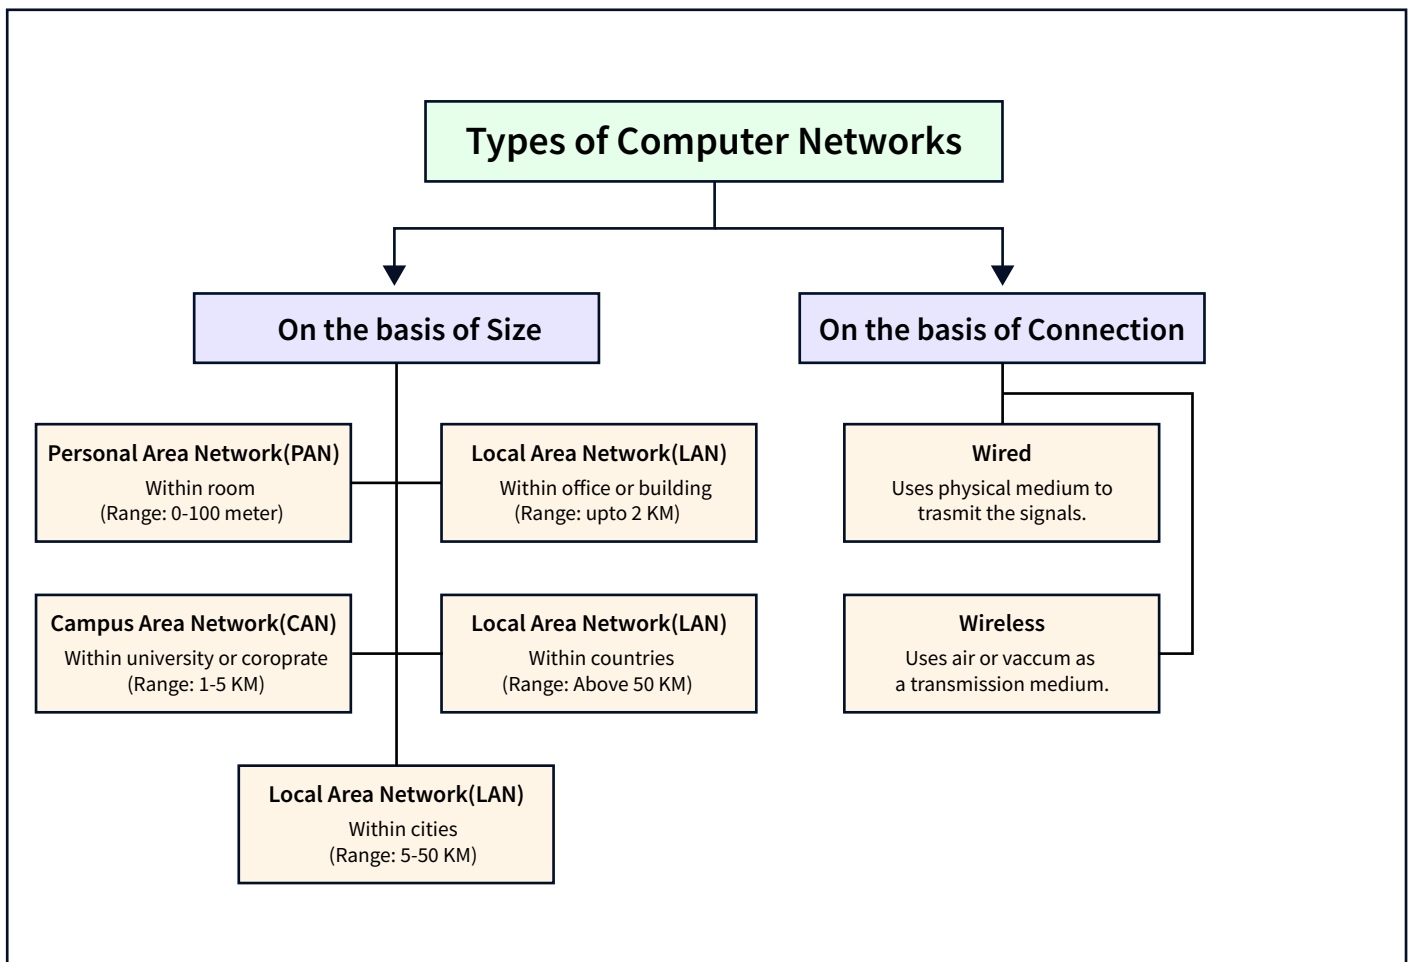 Types of Computer Networks
On the basis of Size
On the basis of Connection
Personal Area Network(PAN)
Within room
(Range: 0-100 meter)
Local Area Network(LAN)
Within office or building
(Range: upto 2 KM)
Wired
Uses physical medium to
trasmit the signals.
Campus Area Network(CAN)
Within university or coroprate
(Range: 1-5 KM)
Local Area Network(LAN)
Within countries
(Range: Above 50 KM)
Wireless
Uses air or vaccum as
a transmission medium.
Local Area Network(LAN)
Within cities
(Range: 5-50 KM)